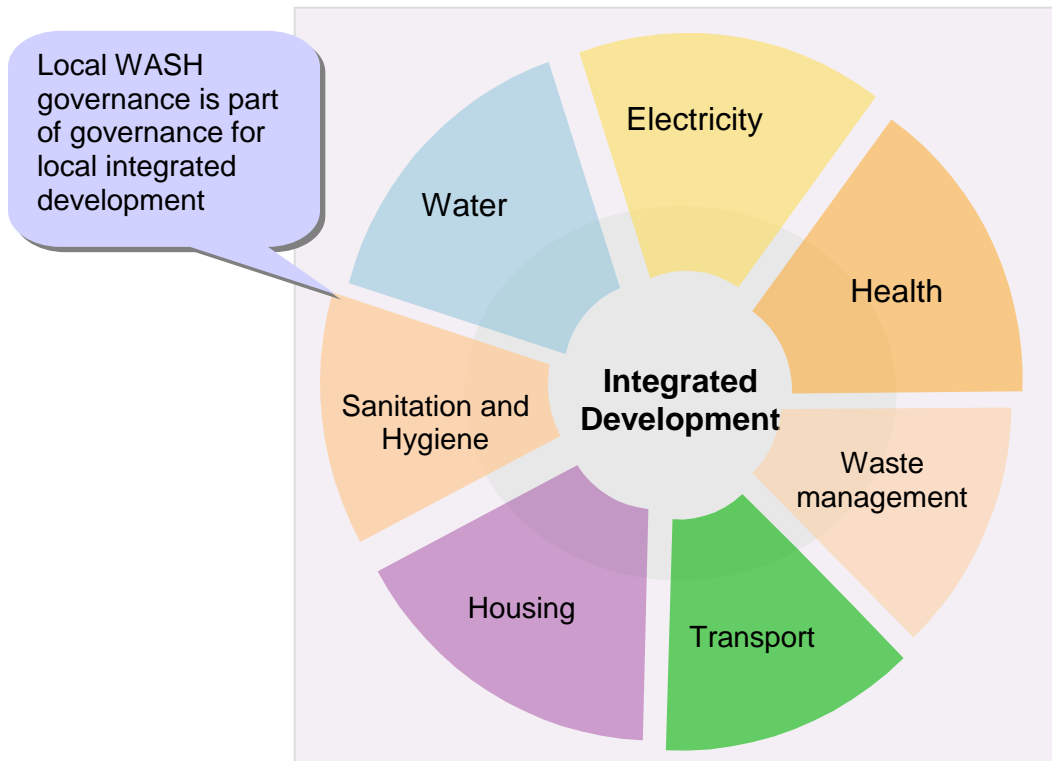 Local WASH
governance is part
of governance for
local integrated
development
Electricity
Water
Health
Integrated
Development
Sanitation and
Hygiene
Waste
management
Housing
Transport